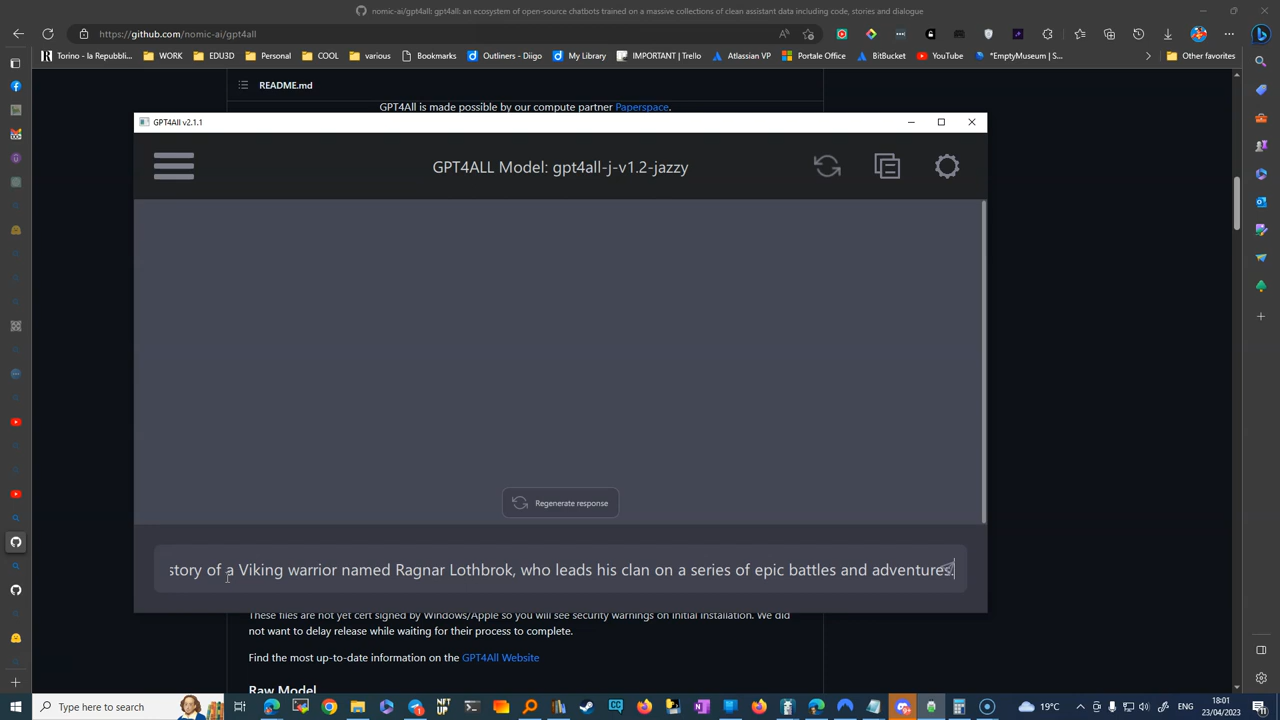 nomic-ai/gpt4all: gpt4all: an ecosystem of open-source chatbots trained on a massive collections of clean assistant data including code, stories and dialogue
https://github.com/nomic-ai/gpt4all
Torino - la Repubbli...
WORK
EDU3D
Personal
COOL
various
Bookmarks
Outliners - Diigo
My Library
IMPORTANT | Trello
Atlassian VPN
Portale Office
BitBucket
YouTube
*EmptyMuseum | S...
Other favorites
README.md
GPT4All is made possible by our compute partner Paperspace.
GPT4All v2.1.1
GPT4ALL Model: gpt4all-j-v1.2-jazzy
Regenerate response
story of a Viking warrior named Ragnar Lothbrok, who leads his clan on a series of epic battles and adventures.
These files are not yet cert signed by Windows/Apple so you will see security warnings on initial installation. We did
not want to delay release while waiting for their process to complete.
Find the most up-to-date information on the GPT4All Website
Raw Model
Type here to search
NFT
UP
19°C
ENG
18:01
23/04/2023